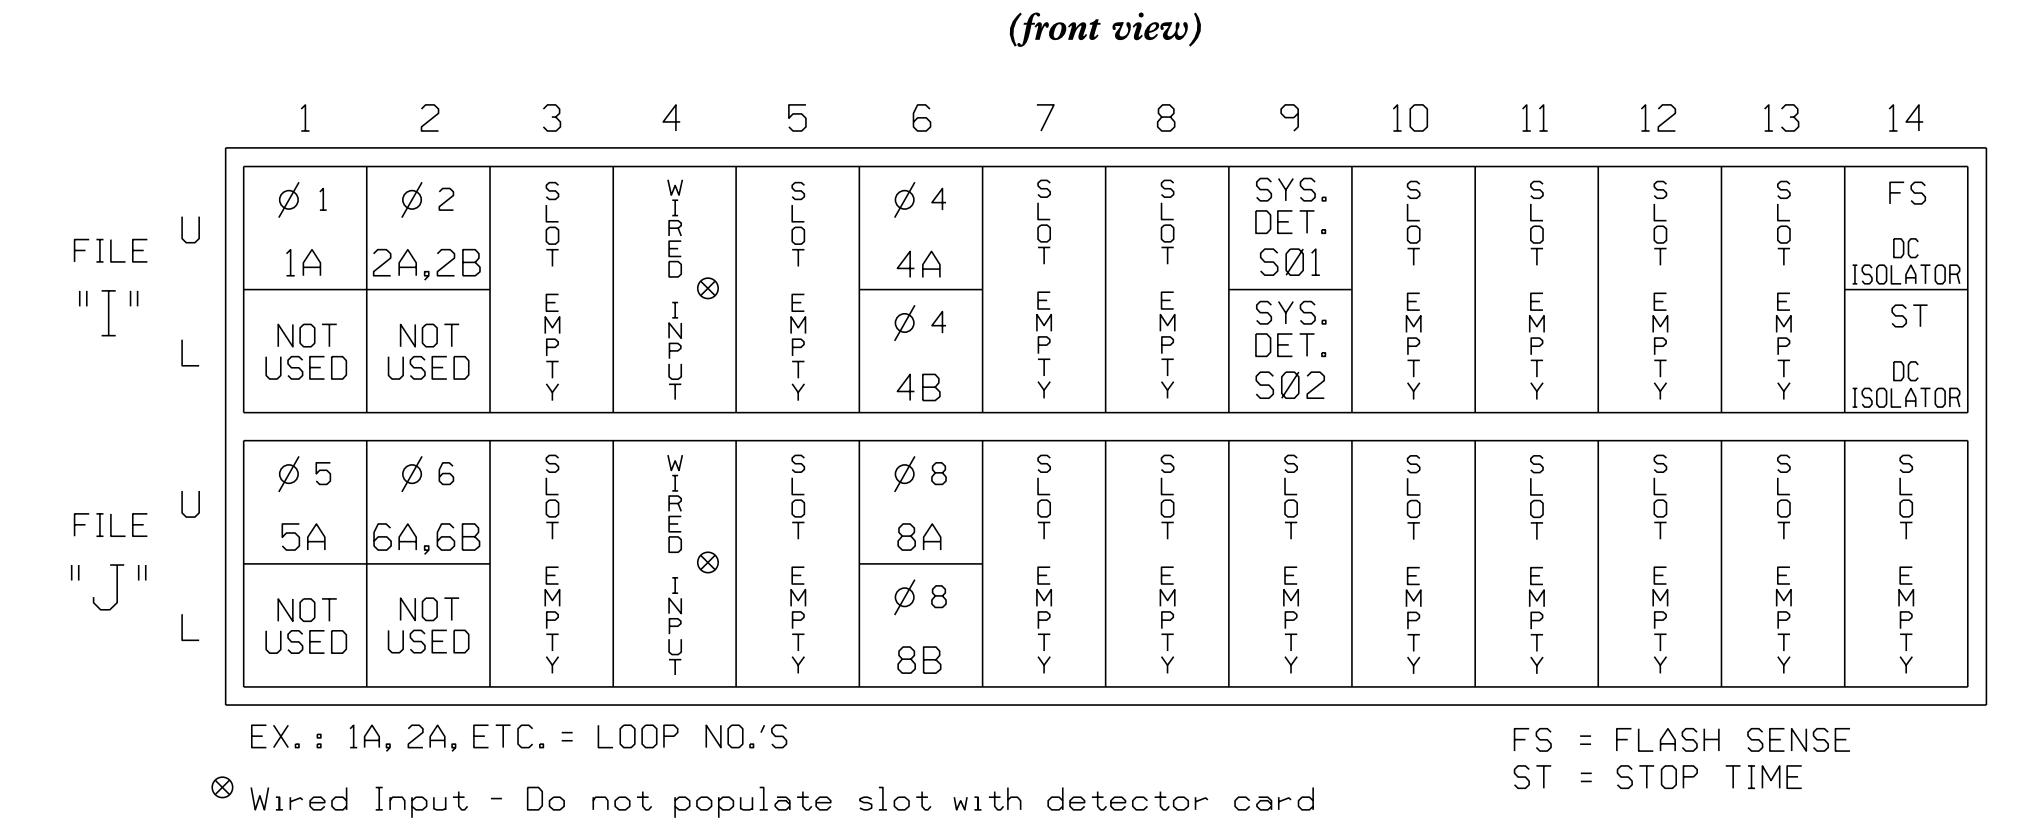 (front view)
1 2 3 4 5 6 7 8 9 10 11 12 13 14
FILE "I"
U
Ø 1 1A
Ø 2 2A,2B
SLOT EMPTY
WIRED INPUT ⊗
SLOT EMPTY
Ø 4 4A
SLOT EMPTY
SLOT EMPTY
SYS. DET. SØ1
SLOT EMPTY
SLOT EMPTY
SLOT EMPTY
SLOT EMPTY
FS DC ISOLATOR
L
NOT USED
NOT USED
Ø 4 4B
SYS. DET. SØ2
ST DC ISOLATOR
FILE "J"
U
Ø 5 5A
Ø 6 6A,6B
SLOT EMPTY
WIRED INPUT ⊗
SLOT EMPTY
Ø 8 8A
SLOT EMPTY
SLOT EMPTY
SLOT EMPTY
SLOT EMPTY
SLOT EMPTY
SLOT EMPTY
SLOT EMPTY
SLOT EMPTY
L
NOT USED
NOT USED
Ø 8 8B
EX.: 1A, 2A, ETC. = LOOP NO.'S
⊗ Wired Input - Do not populate slot with detector card
FS = FLASH SENSE
ST = STOP TIME